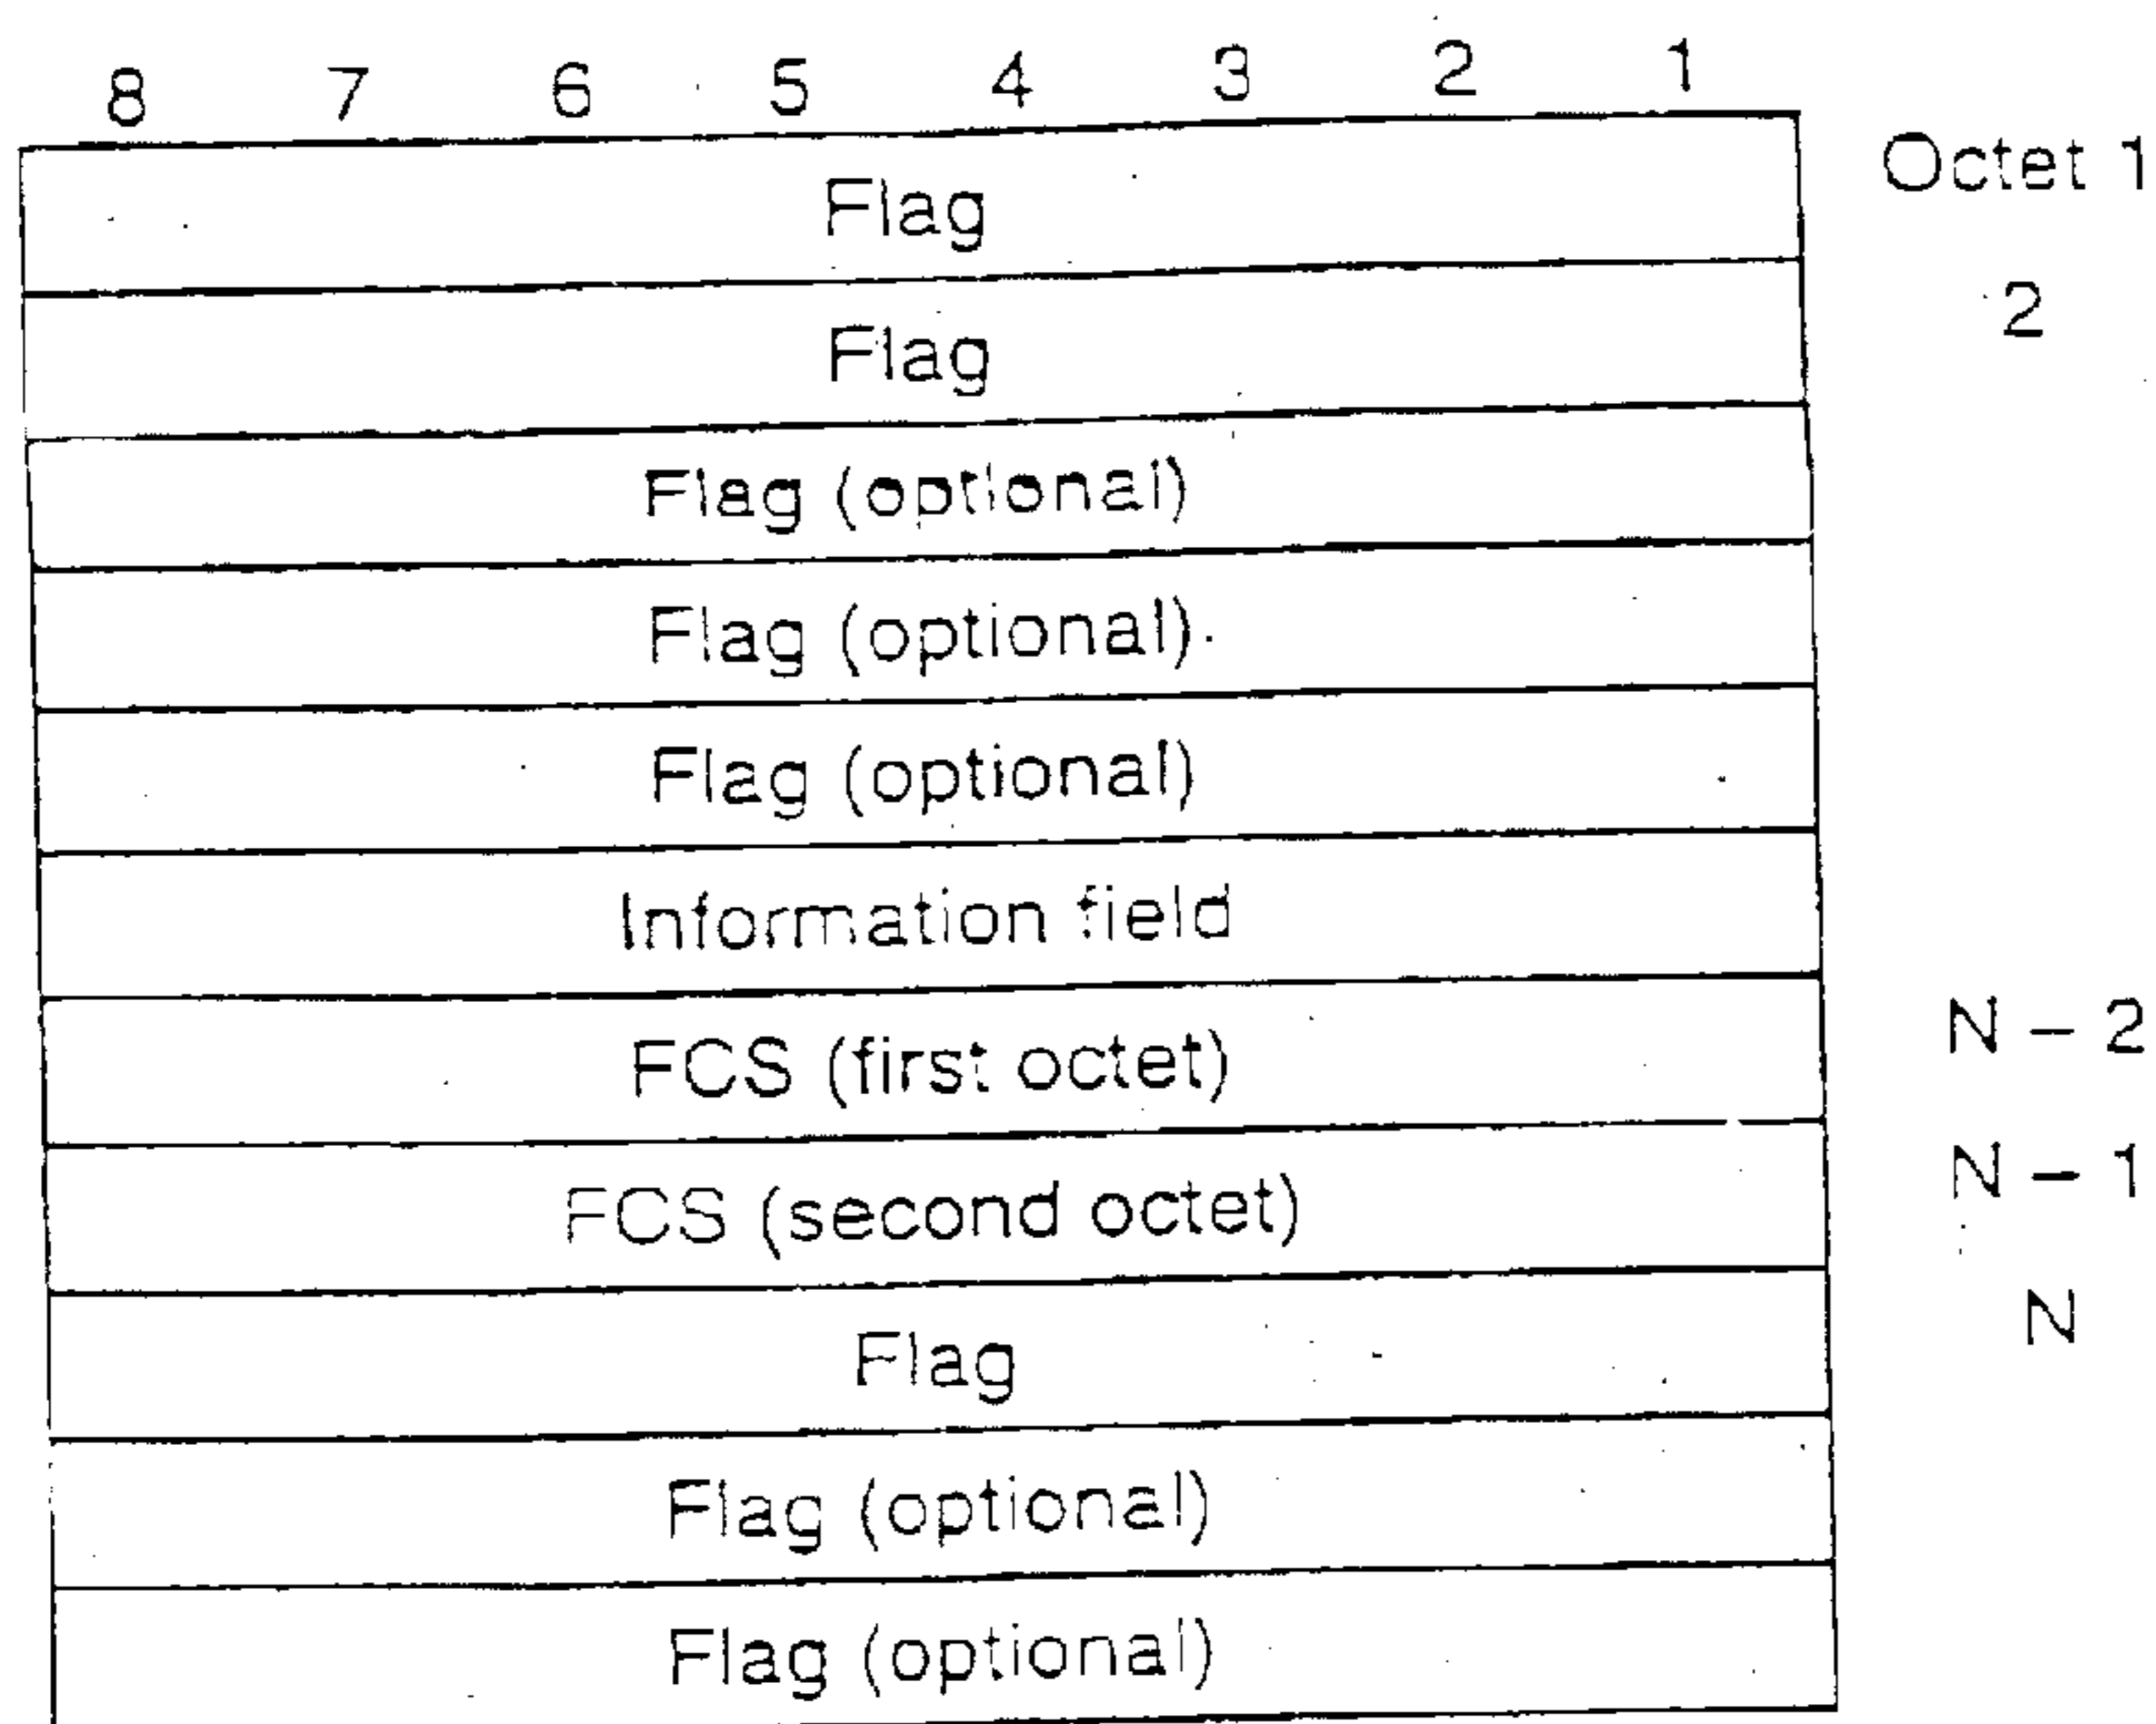 8 7 6 5 4 3 2 1
Flag Octet 1
Flag 2
Flag (optional)
Flag (optional)
Flag (optional)
Information field
FCS (first octet) N - 2
FCS (second octet) N - 1
Flag N
Flag (optional)
Flag (optional)